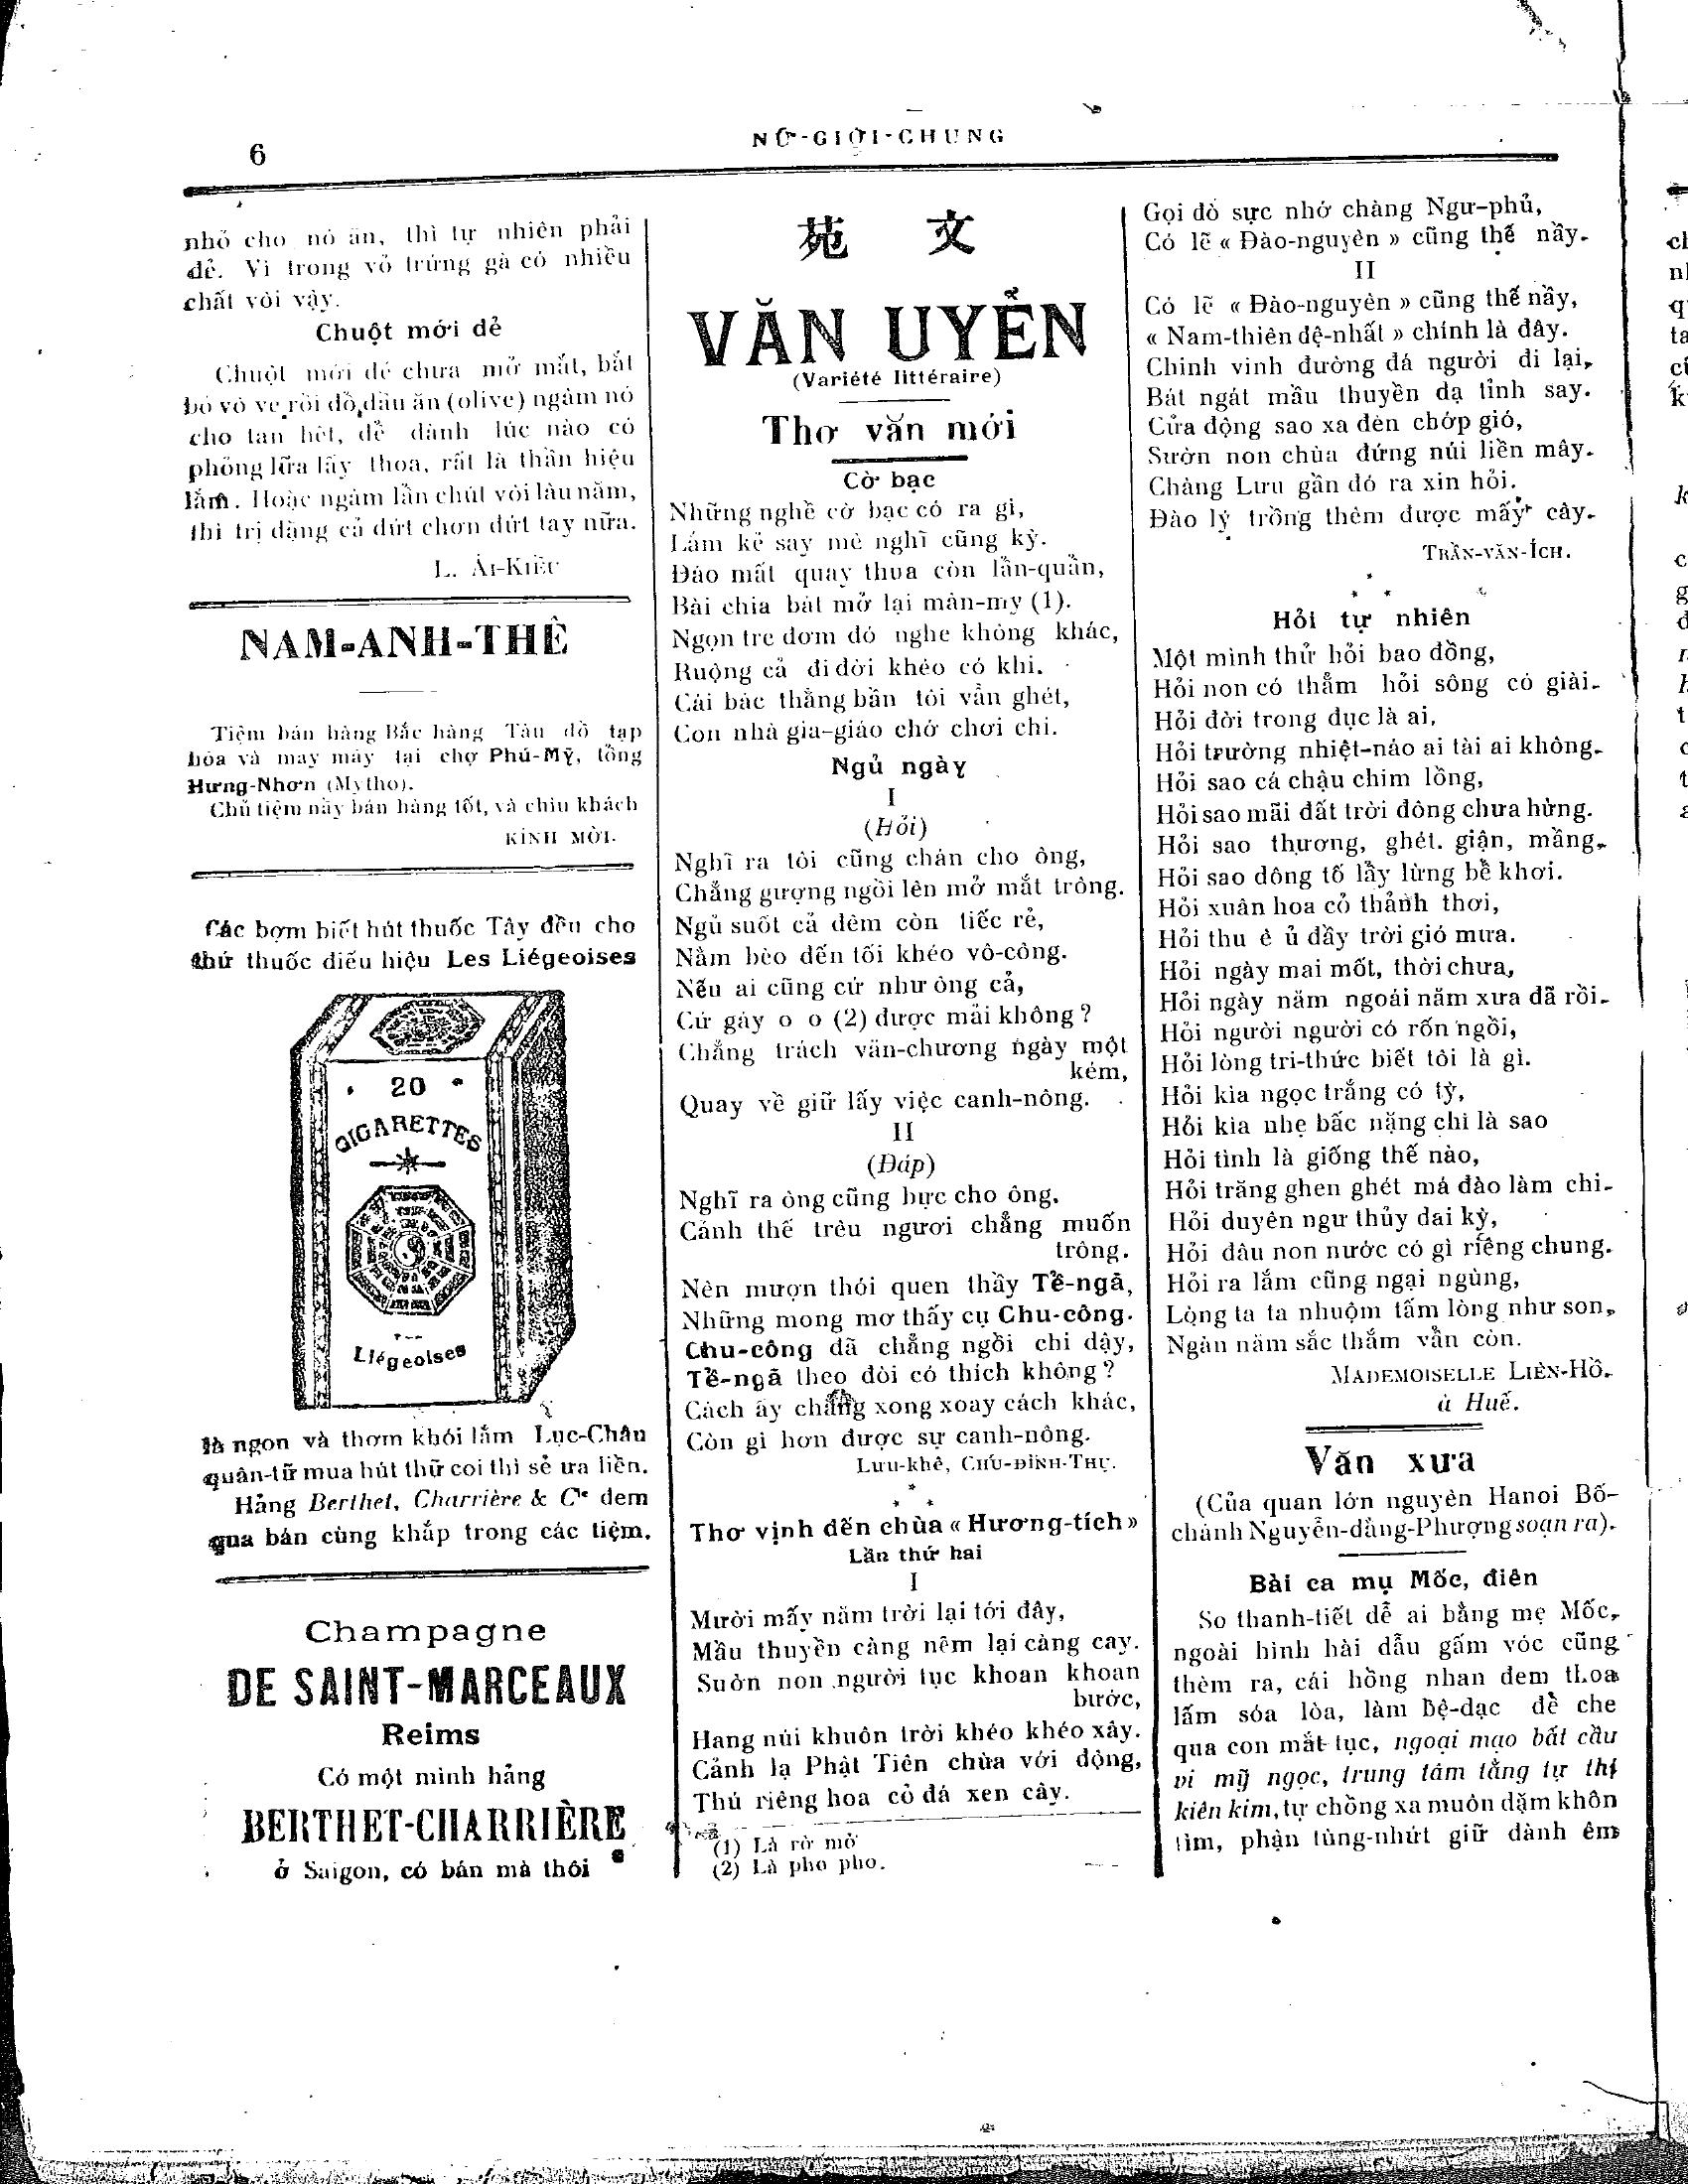 6
NỮ-GIỚI-CHUNG
nhỏ cho nó ăn, thì tự nhiên phải
đẻ. Vì trong vỏ trứng gà có nhiều
chất vôi vậy.
Chuột mới đẻ
Chuột mới đẻ chưa mở mắt, bắt
bỏ vô ve rồi đổ dầu ăn (olive) ngâm nó
cho tan hết, để dành lúc nào có
phỏng lửa lấy thoa, rất là thần hiệu
lắm. Hoặc ngâm lẫn chút vôi lâu năm,
thì trị đặng cả đứt chơn đứt tay nữa.
L. ÁI-KIỀU
NAM-ANH-THÊ
Tiệm bán hàng Bắc hàng Tàu đồ tạp
hóa và may máy tại chợ Phú-Mỹ, tổng
Hưng-Nhơn (Mytho).
Chủ tiệm nầy bán hàng tốt, và chìu khách
KÍNH MỜI.
Các bợm biết hút thuốc Tây đều cho
thứ thuốc điếu hiệu Les Liégeoises
20
CIGARETTES
Liégeoises
là ngon và thơm khói lắm Lục-Châu
quân-tử mua hút thử coi thì sẻ ưa liền.
Hảng Berthet, Charrière & Cie đem
qua bán cùng khắp trong các tiệm.
Champagne
DE SAINT-MARCEAUX
Reims
Có một mình hảng
BERTHET-CHARRIÈRE
ở Saigon, có bán mà thôi
苑 文
VĂN UYỂN
(Variété littéraire)
Thơ văn mới
Cờ bạc
Những nghề cờ bạc có ra gì,
Lắm kẻ say mê nghĩ cũng kỳ.
Đáo mất quay thua còn lẩn-quẩn,
Bài chia bát mở lại mân-my (1).
Ngọn tre đơm đó nghe không khác,
Ruộng cả đi đời khéo có khi.
Cái bác thằng bần tôi vẫn ghét,
Con nhà gia-giáo chớ chơi chi.
Ngủ ngày
I
(Hỏi)
Nghĩ ra tôi cũng chán cho ông,
Chẳng gượng ngồi lên mở mắt trông.
Ngủ suốt cả đêm còn tiếc rẻ,
Nằm bèo đến tối khéo vô-công.
Nếu ai cũng cứ như ông cả,
Cứ gáy o o (2) được mải không?
Chẳng trách văn-chương ngày một
kém,
Quay về giữ lấy việc canh-nông.
II
(Đáp)
Nghĩ ra ông cũng bực cho ông.
Cảnh thế trêu ngươi chẳng muốn
trông.
Nên mượn thói quen thầy Tề-ngã,
Những mong mơ thấy cụ Chu-công.
Chu-công đã chẳng ngồi chi dậy,
Tề-ngã theo đòi có thích không?
Cách ấy chẳng xong xoay cách khác,
Còn gì hơn được sự canh-nông.
Lưu-khê, CHU-ĐÌNH-THỤ.
* * *
Thơ vịnh đến chùa « Hương-tích »
Lần thứ hai
I
Mười mấy năm trời lại tới đây,
Mầu thuyền càng nêm lại càng cay.
Suờn non người tục khoan khoan
bước,
Hang núi khuôn trời khéo khéo xây.
Cảnh lạ Phật Tiên chừa với động,
Thú riêng hoa cỏ đá xen cây.
(1) Là rờ mở
(2) Là pho pho.
Gọi đò sực nhớ chàng Ngư-phủ,
Có lẽ « Đào-nguyên » cũng thế nầy.
II
Có lẽ « Đào-nguyên » cũng thế nầy,
« Nam-thiên đệ-nhất » chính là đây.
Chinh vinh đường đá người đi lại,
Bát ngát mầu thuyền dạ tỉnh say.
Cửa động sao xa đèn chớp gió,
Sườn non chùa đứng núi liền mây.
Chàng Lưu gần đó ra xin hỏi.
Đào lý trồng thêm được mấy cây.
TRẦN-VĂN-ÍCH.
* * *
Hỏi tự nhiên
Một mình thử hỏi bao đồng,
Hỏi non có thẳm hỏi sông có giài.
Hỏi đời trong đục là ai,
Hỏi trường nhiệt-náo ai tài ai không.
Hỏi sao cá chậu chim lồng,
Hỏi sao mãi đất trời đông chưa hửng.
Hỏi sao thương, ghét, giận, mầng,
Hỏi sao dông tố lẫy lừng bể khơi.
Hỏi xuân hoa cỏ thảnh thơi,
Hỏi thu ê ủ đầy trời gió mưa.
Hỏi ngày mai mốt, thời chưa,
Hỏi ngày năm ngoái năm xưa đã rồi.
Hỏi người người có rốn ngồi,
Hỏi lòng tri-thức biết tôi là gì.
Hỏi kia ngọc trắng có tỳ,
Hỏi kia nhẹ bấc nặng chì là sao
Hỏi tình là giống thế nào,
Hỏi trăng ghen ghét má đào làm chi.
Hỏi duyên ngư thủy dai kỳ,
Hỏi đâu non nước có gì riêng chung.
Hỏi ra lắm cũng ngại ngùng,
Lòng ta ta nhuộm tấm lòng như son,
Ngàn năm sắc thắm vẫn còn.
MADEMOISELLE LIÊN-HỒ.
à Huế.
Văn xưa
(Của quan lớn nguyên Hanoi Bố-
chánh Nguyễn-dằng-Phượng soạn ra).
Bài ca mụ Mốc, điên
So thanh-tiết dễ ai bằng mẹ Mốc,
ngoài hình hài dẫu gấm vóc cũng
thèm ra, cái hồng nhan đem thoa
lấm sóa lòa, làm bệ-dạc để che
qua con mắt tục, ngoại mạo bất cầu
vi mỹ ngọc, trung tâm tằng tự thị
kiên kim, tự chồng xa muôn dặm khôn
tìm, phận tùng-nhứt giữ dành êm